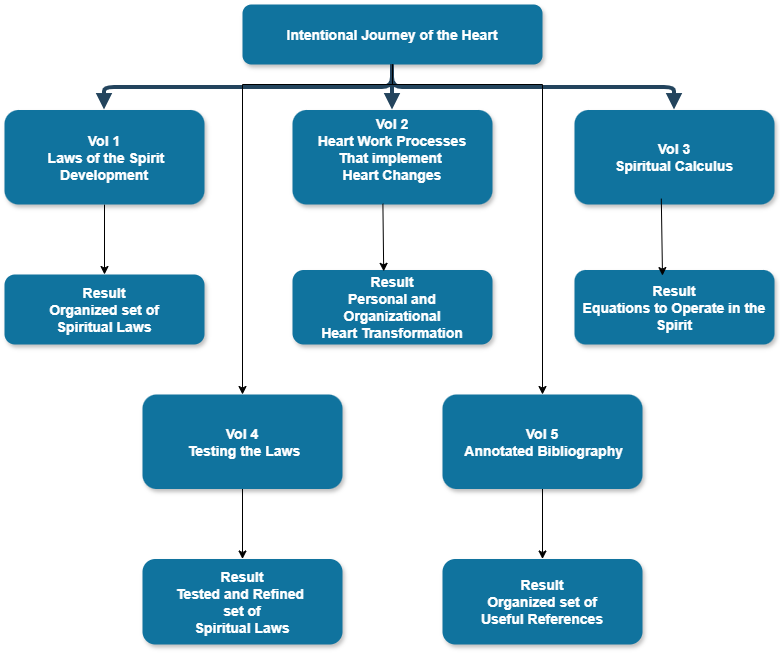 Intentional Journey of the Heart
Vol 1
Laws of the Spirit
Development
Vol 2
Heart Work Processes
That implement
Heart Changes
Vol 3
Spiritual Calculus
Result
Organized set of
Spiritual Laws
Result
Personal and
Organizational
Heart Transformation
Result
Equations to Operate in the
Spirit
Vol 4
Testing the Laws
Vol 5
Annotated Bibliography
Result
Tested and Refined
set of
Spiritual Laws
Result
Organized set of
Useful References